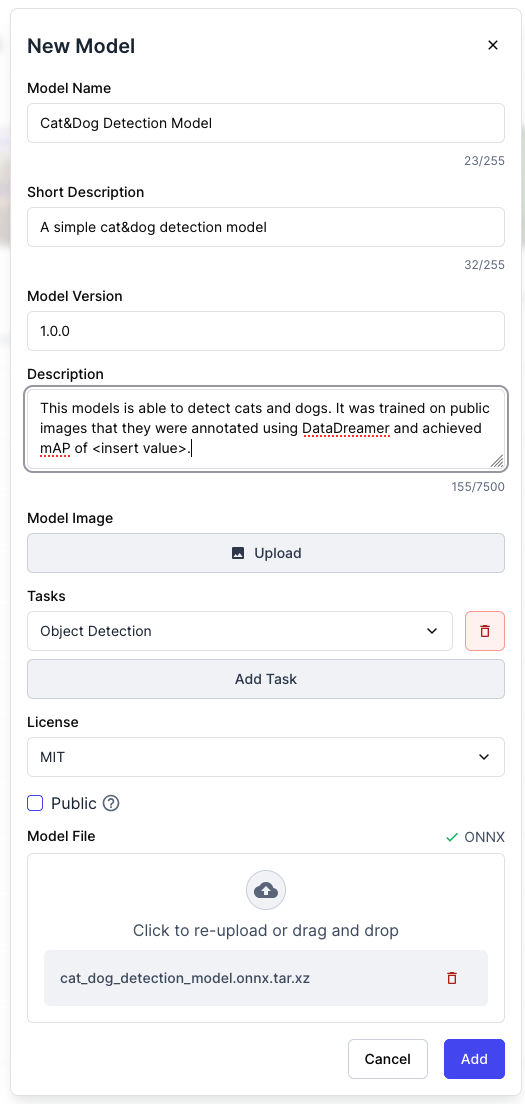 New Model
Model Name
Cat&Dog Detection Model
23/255
Short Description
A simple cat&dog detection model
32/255
Model Version
1.0.0
Description
This models is able to detect cats and dogs. It was trained on public
images that they were annotated using DataDreamer and achieved
mAP of <insert value>.
155/7500
Model Image
Upload
Tasks
Object Detection
Add Task
License
MIT
Public ?
Model File ONNX
Click to re-upload or drag and drop
cat_dog_detection_model.onnx.tar.xz
Cancel Add